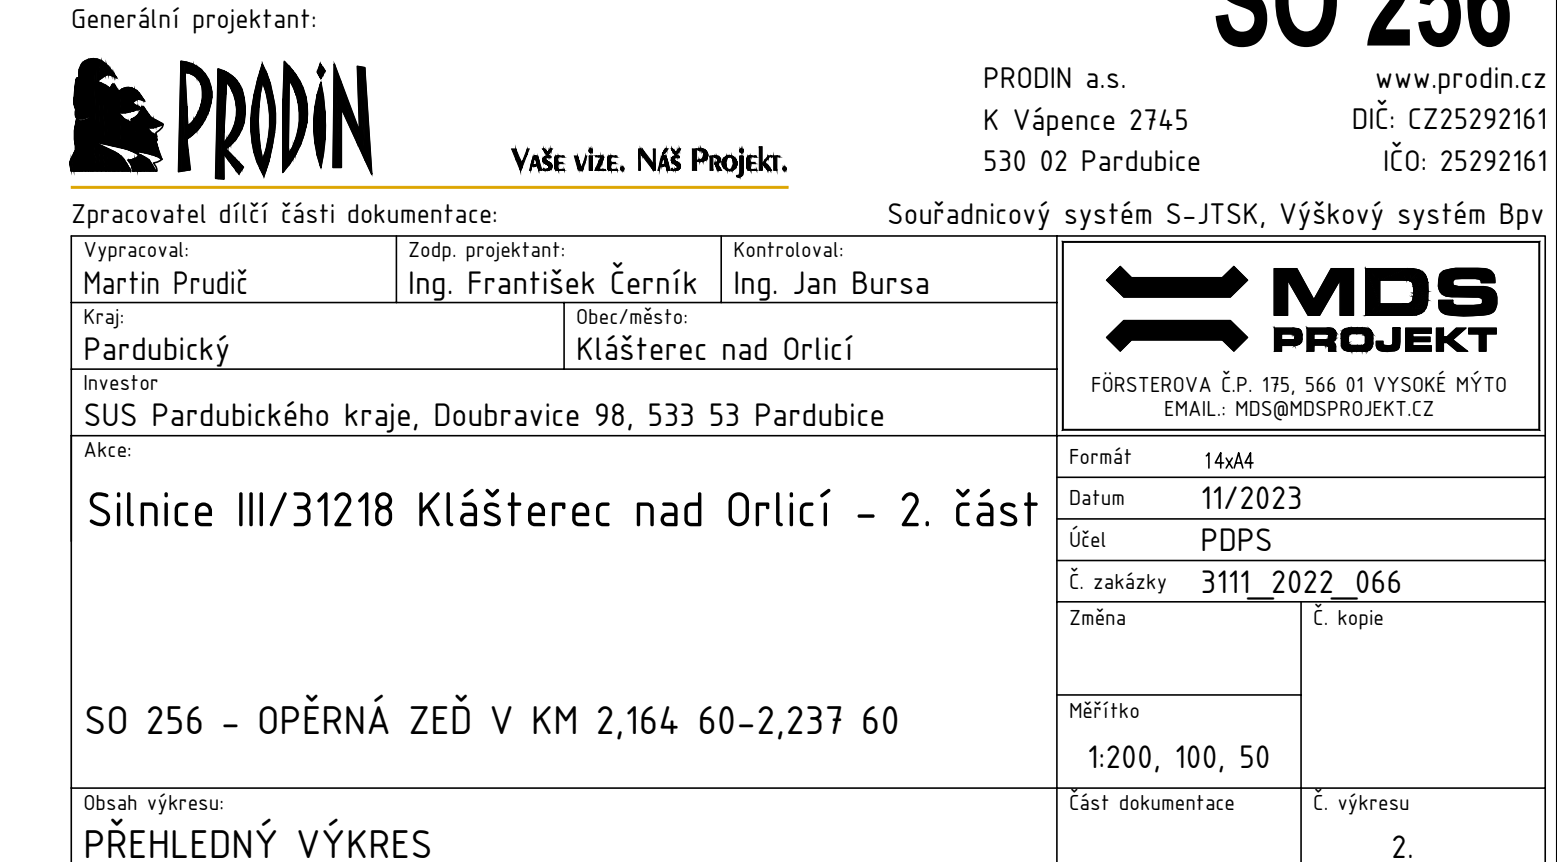 Generální projektant:
SO 256
PRODIN
VAŠE VIZE. NÁŠ PROJEKT.
PRODIN a.s.
K Vápence 2745
530 02 Pardubice
www.prodin.cz
DIČ: CZ25292161
IČO: 25292161
Zpracovatel dílčí části dokumentace:
Souřadnicový systém S-JTSK, Výškový systém Bpv
Vypracoval:
Martin Prudič
Zodp. projektant:
Ing. František Černík
Kontroloval:
Ing. Jan Bursa
Kraj:
Pardubický
Obec/město:
Klášterec nad Orlicí
Investor
SUS Pardubického kraje, Doubravice 98, 533 53 Pardubice
MDS
PROJEKT
FÖRSTEROVA Č.P. 175, 566 01 VYSOKÉ MÝTO
EMAIL.: MDS@MDSPROJEKT.CZ
Akce:
Silnice III/31218 Klášterec nad Orlicí - 2. část
SO 256 - OPĚRNÁ ZEĎ V KM 2,164 60-2,237 60
Formát 14xA4
Datum 11/2023
Účel PDPS
Č. zakázky 3111_2022_066
Změna
Č. kopie
Měřítko
1:200, 100, 50
Obsah výkresu:
PŘEHLEDNÝ VÝKRES
Část dokumentace
Č. výkresu
2.